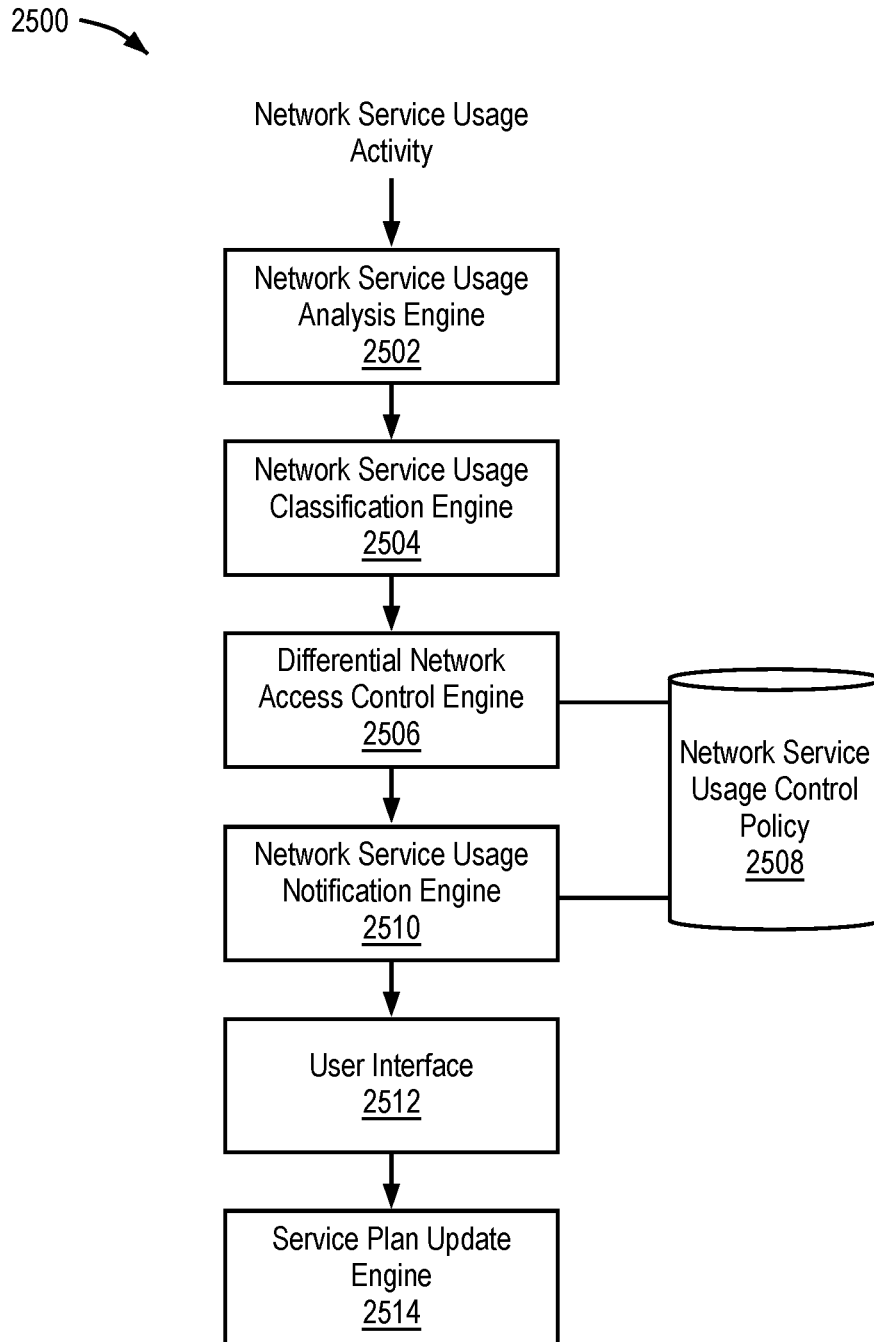 2500
Network Service Usage
Activity
Network Service Usage
Analysis Engine
2502
Network Service Usage
Classification Engine
2504
Differential Network
Access Control Engine
2506
Network Service
Usage Control
Policy
2508
Network Service Usage
Notification Engine
2510
User Interface
2512
Service Plan Update
Engine
2514